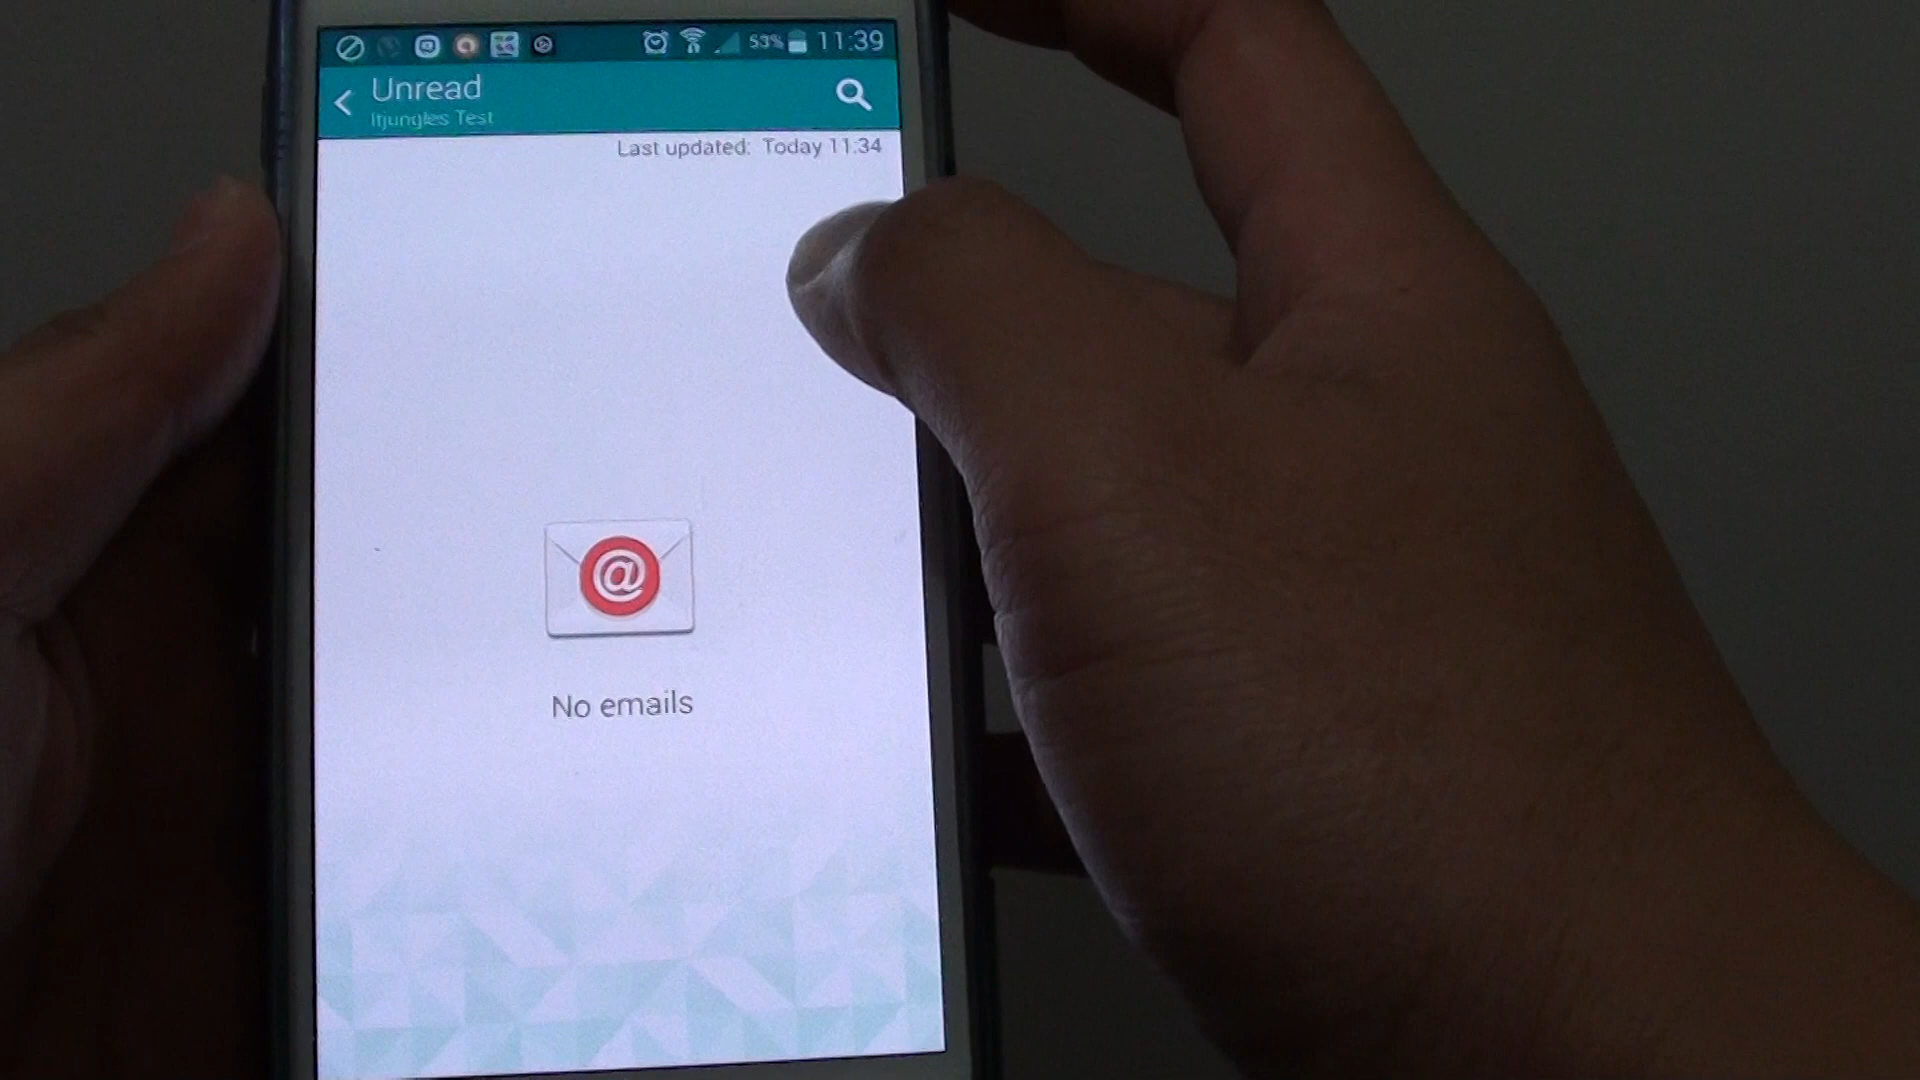 53% 11:39
Unread
Itjungles Test
Last updated: Today 11:34
@
No emails